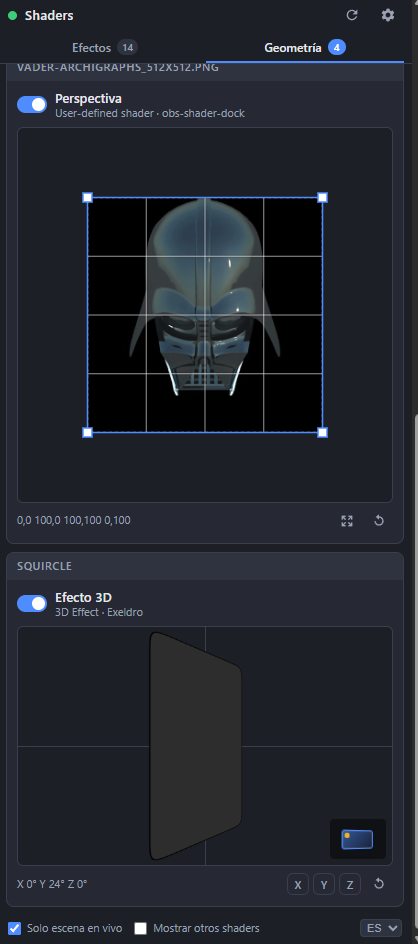 Shaders
Efectos 14 Geometría 4
VADER-ARCHIGRAPHS_512X512.PNG
Perspectiva
User-defined shader · obs-shader-dock
0,0 100,0 100,100 0,100
SQUIRCLE
Efecto 3D
3D Effect · Exeldro
X 0° Y 24° Z 0° X Y Z
Solo escena en vivo Mostrar otros shaders ES